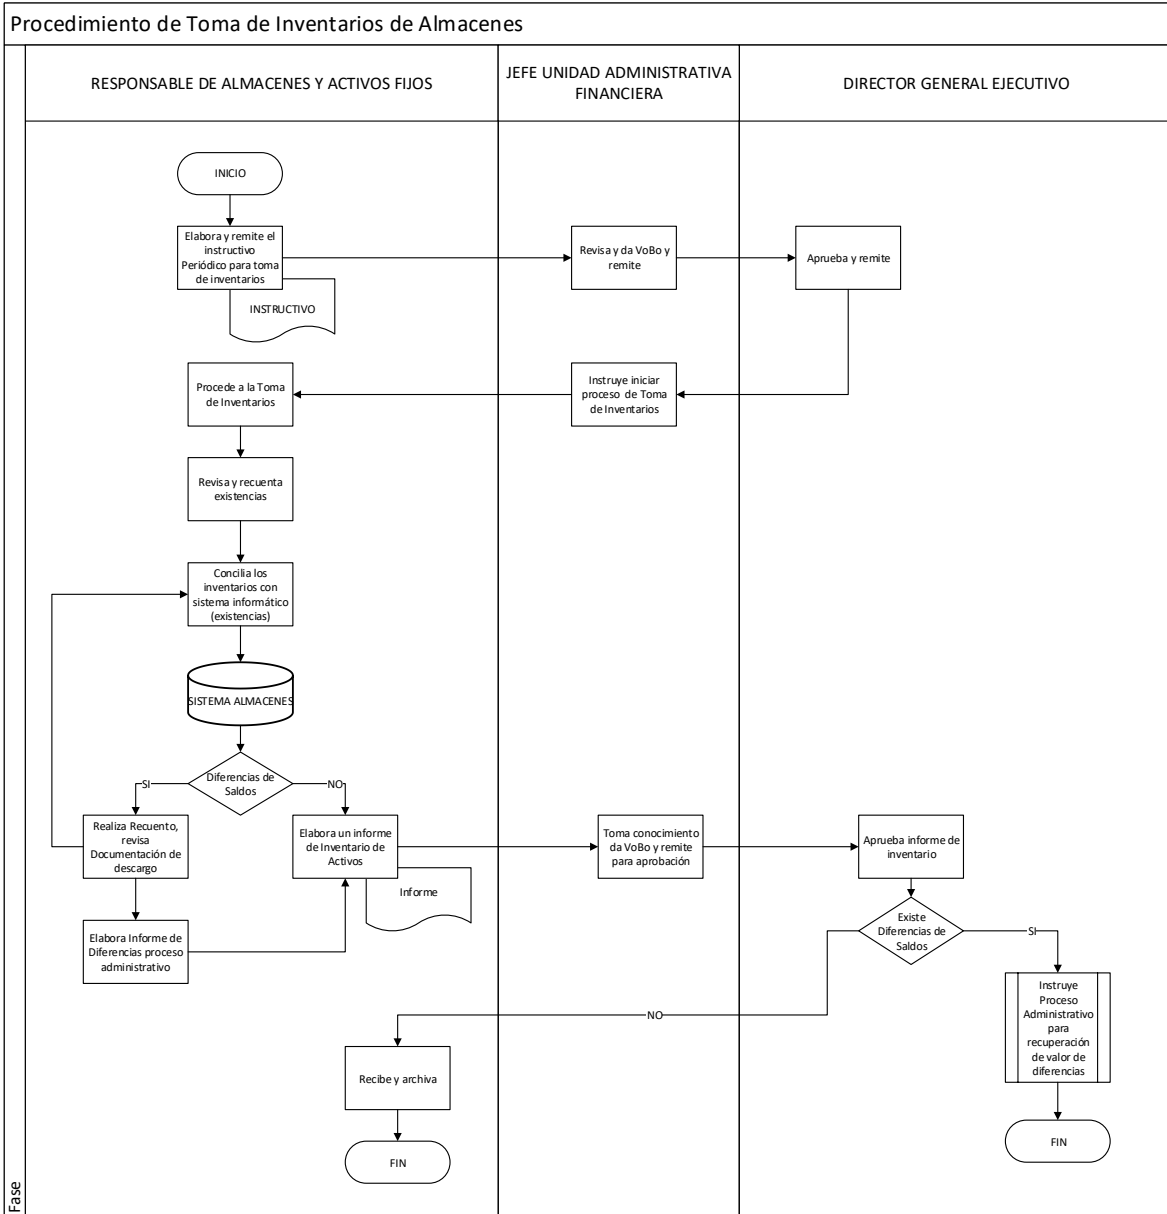 Procedimiento de Toma de Inventarios de Almacenes
RESPONSABLE DE ALMACENES Y ACTIVOS FIJOS
JEFE UNIDAD ADMINISTRATIVA
FINANCIERA
DIRECTOR GENERAL EJECUTIVO
INICIO
Elabora y remite el
instructivo
Periódico para toma
de inventarios
INSTRUCTIVO
Revisa y da VoBo y
remite
Aprueba y remite
Instruye iniciar
proceso de Toma
de Inventarios
Procede a la Toma
de Inventarios
Revisa y recuenta
existencias
Concilia los
inventarios con
sistema informático
(existencias)
SISTEMA ALMACENES
Diferencias de
Saldos
SI
NO
Realiza Recuento,
revisa
Documentación de
descargo
Elabora Informe de
Diferencias proceso
administrativo
Elabora un informe
de Inventario de
Activos
Informe
Toma conocimiento
da VoBo y remite
para aprobación
Aprueba informe de
inventario
Existe
Diferencias de
Saldos
SI
NO
Instruye
Proceso
Administrativo
para
recuperación
de valor de
diferencias
Recibe y archiva
FIN
FIN
Fase